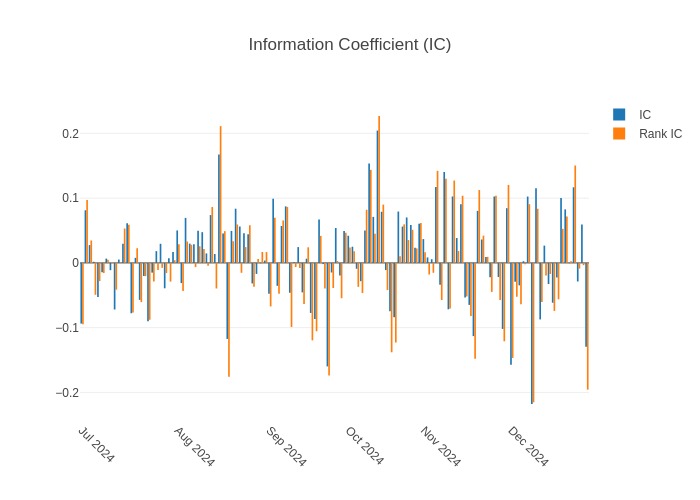 Information Coefficient (IC)
IC
Rank IC
0.2
0.1
0
−0.1
−0.2
Jul 2024
Aug 2024
Sep 2024
Oct 2024
Nov 2024
Dec 2024